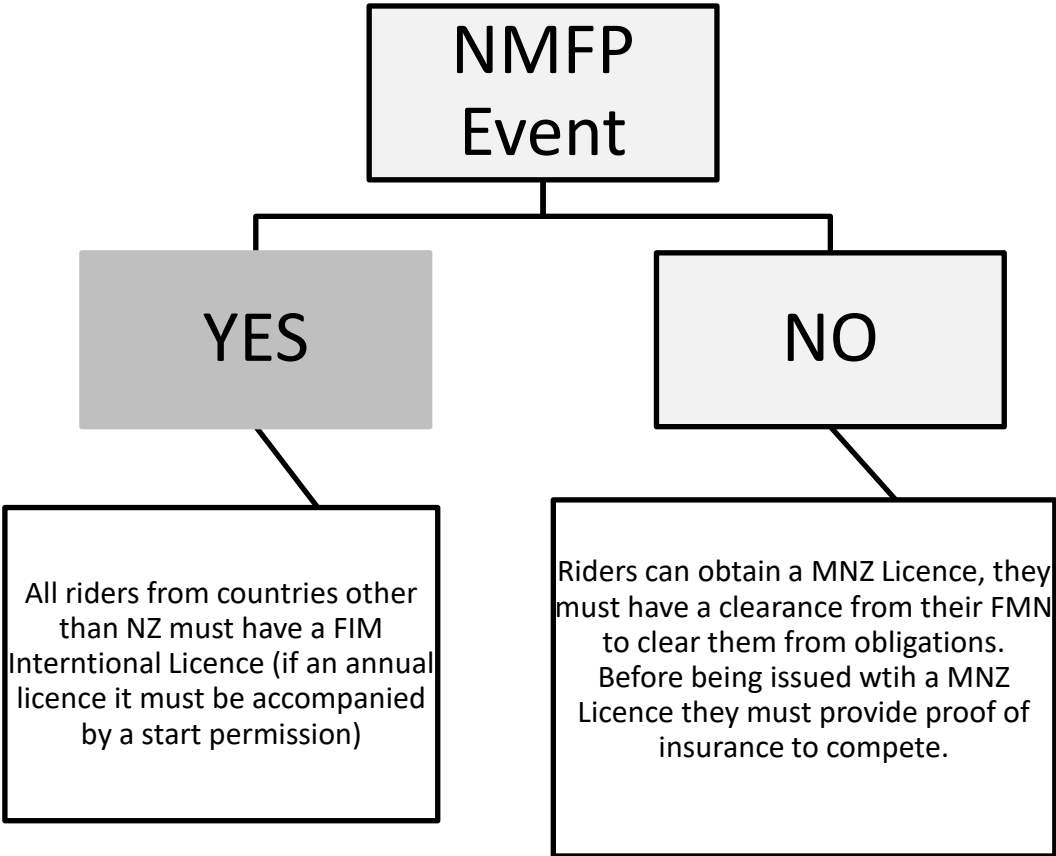 NMFP
Event
YES
NO
All riders from countries other
than NZ must have a FIM
Interntional Licence (if an annual
licence it must be accompanied
by a start permission)
Riders can obtain a MNZ Licence, they
must have a clearance from their FMN
to clear them from obligations.
Before being issued wtih a MNZ
Licence they must provide proof of
insurance to compete.